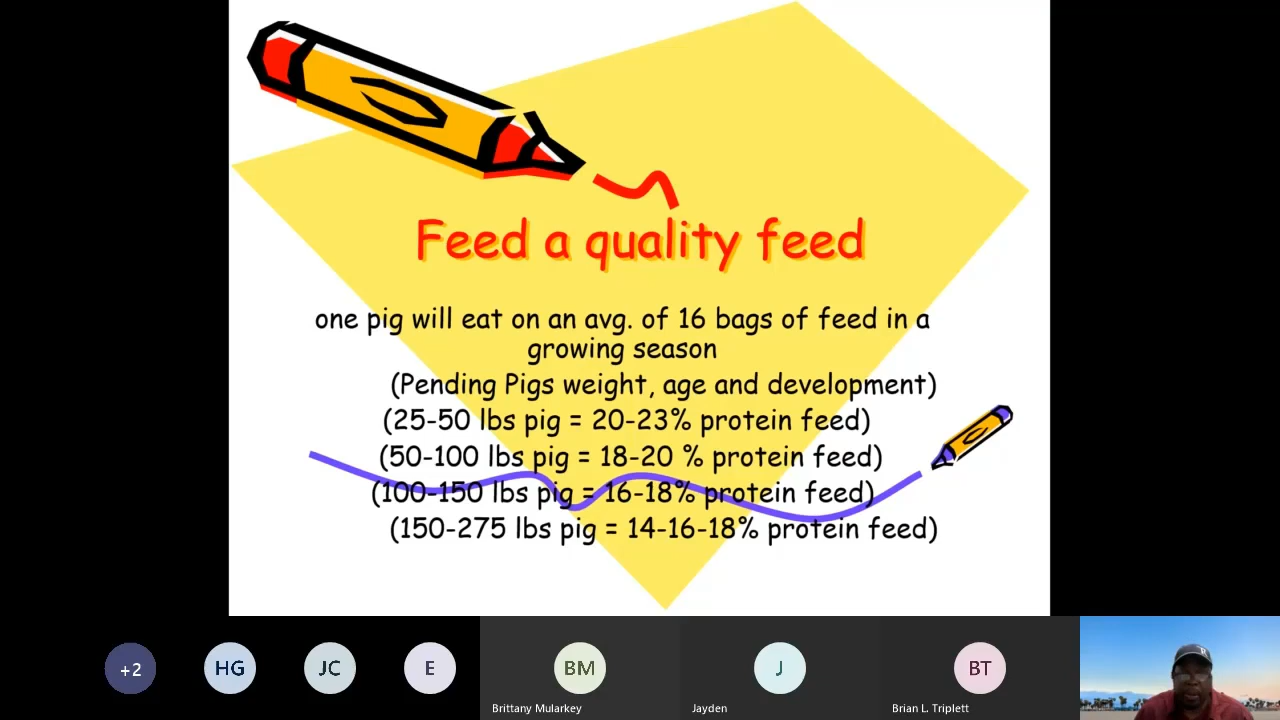 Feed a quality feed
one pig will eat on an avg. of 16 bags of feed in a
growing season
(Pending Pigs weight, age and development)
(25-50 lbs pig = 20-23% protein feed)
(50-100 lbs pig = 18-20 % protein feed)
(100-150 lbs pig = 16-18% protein feed)
(150-275 lbs pig = 14-16-18% protein feed)
+2
HG
JC
E
BM
J
BT
Brittany Mularkey
Jayden
Brian L. Triplett